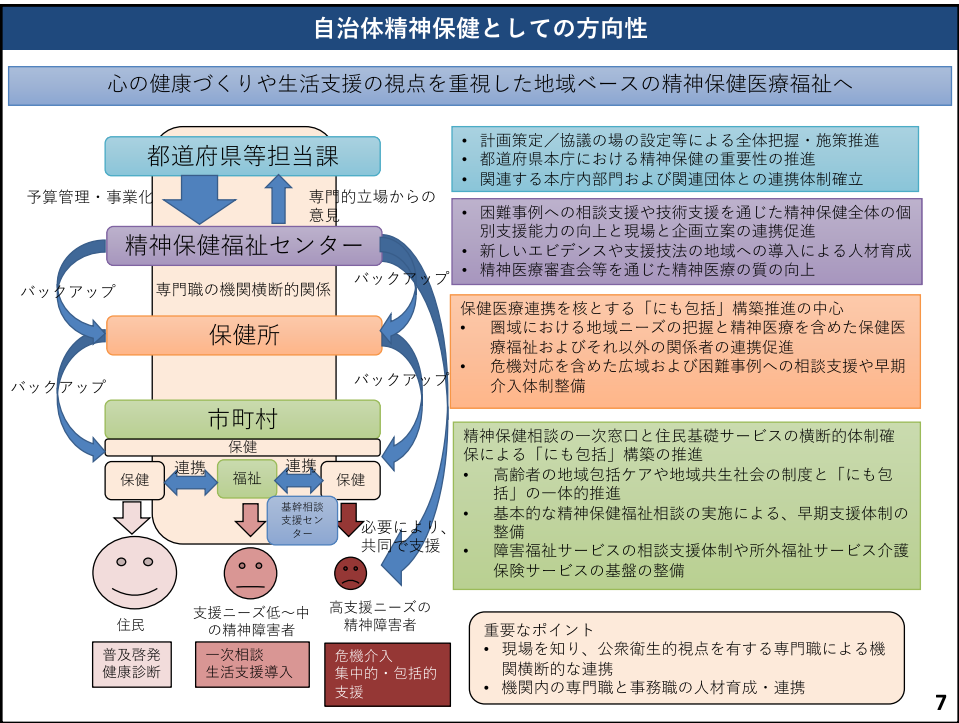 自治体精神保健としての方向性
心の健康づくりや生活支援の視点を重視した地域ベースの精神保健医療福祉へ
都道府県等担当課
予算管理・事業化
専門的立場からの
意見
精神保健福祉センター
バックアップ
バックアップ
専門職の機関横断的関係
保健所
バックアップ
バックアップ
市町村
保健
保健
連携
福祉
連携
保健
基幹相談
支援セン
ター
必要により、
共同で支援
住民
支援ニーズ低～中
の精神障害者
高支援ニーズの
精神障害者
普及啓発
健康診断
一次相談
生活支援導入
危機介入
集中的・包括的
支援
• 計画策定／協議の場の設定等による全体把握・施策推進
• 都道府県本庁における精神保健の重要性の推進
• 関連する本庁内部門および関連団体との連携体制確立
• 困難事例への相談支援や技術支援を通じた精神保健全体の個
別支援能力の向上と現場と企画立案の連携促進
• 新しいエビデンスや支援技法の地域への導入による人材育成
• 精神医療審査会等を通じた精神医療の質の向上
保健医療連携を核とする「にも包括」構築推進の中心
• 圏域における地域ニーズの把握と精神医療を含めた保健医
療福祉およびそれ以外の関係者の連携促進
• 危機対応を含めた広域および困難事例への相談支援や早期
介入体制整備
精神保健相談の一次窓口と住民基礎サービスの横断的体制確
保による「にも包括」構築の推進
• 高齢者の地域包括ケアや地域共生社会の制度と「にも包
括」の一体的推進
• 基本的な精神保健福祉相談の実施による、早期支援体制の
整備
• 障害福祉サービスの相談支援体制や所外福祉サービス介護
保険サービスの基盤の整備
重要なポイント
• 現場を知り、公衆衛生的視点を有する専門職による機
関横断的な連携
• 機関内の専門職と事務職の人材育成・連携
7